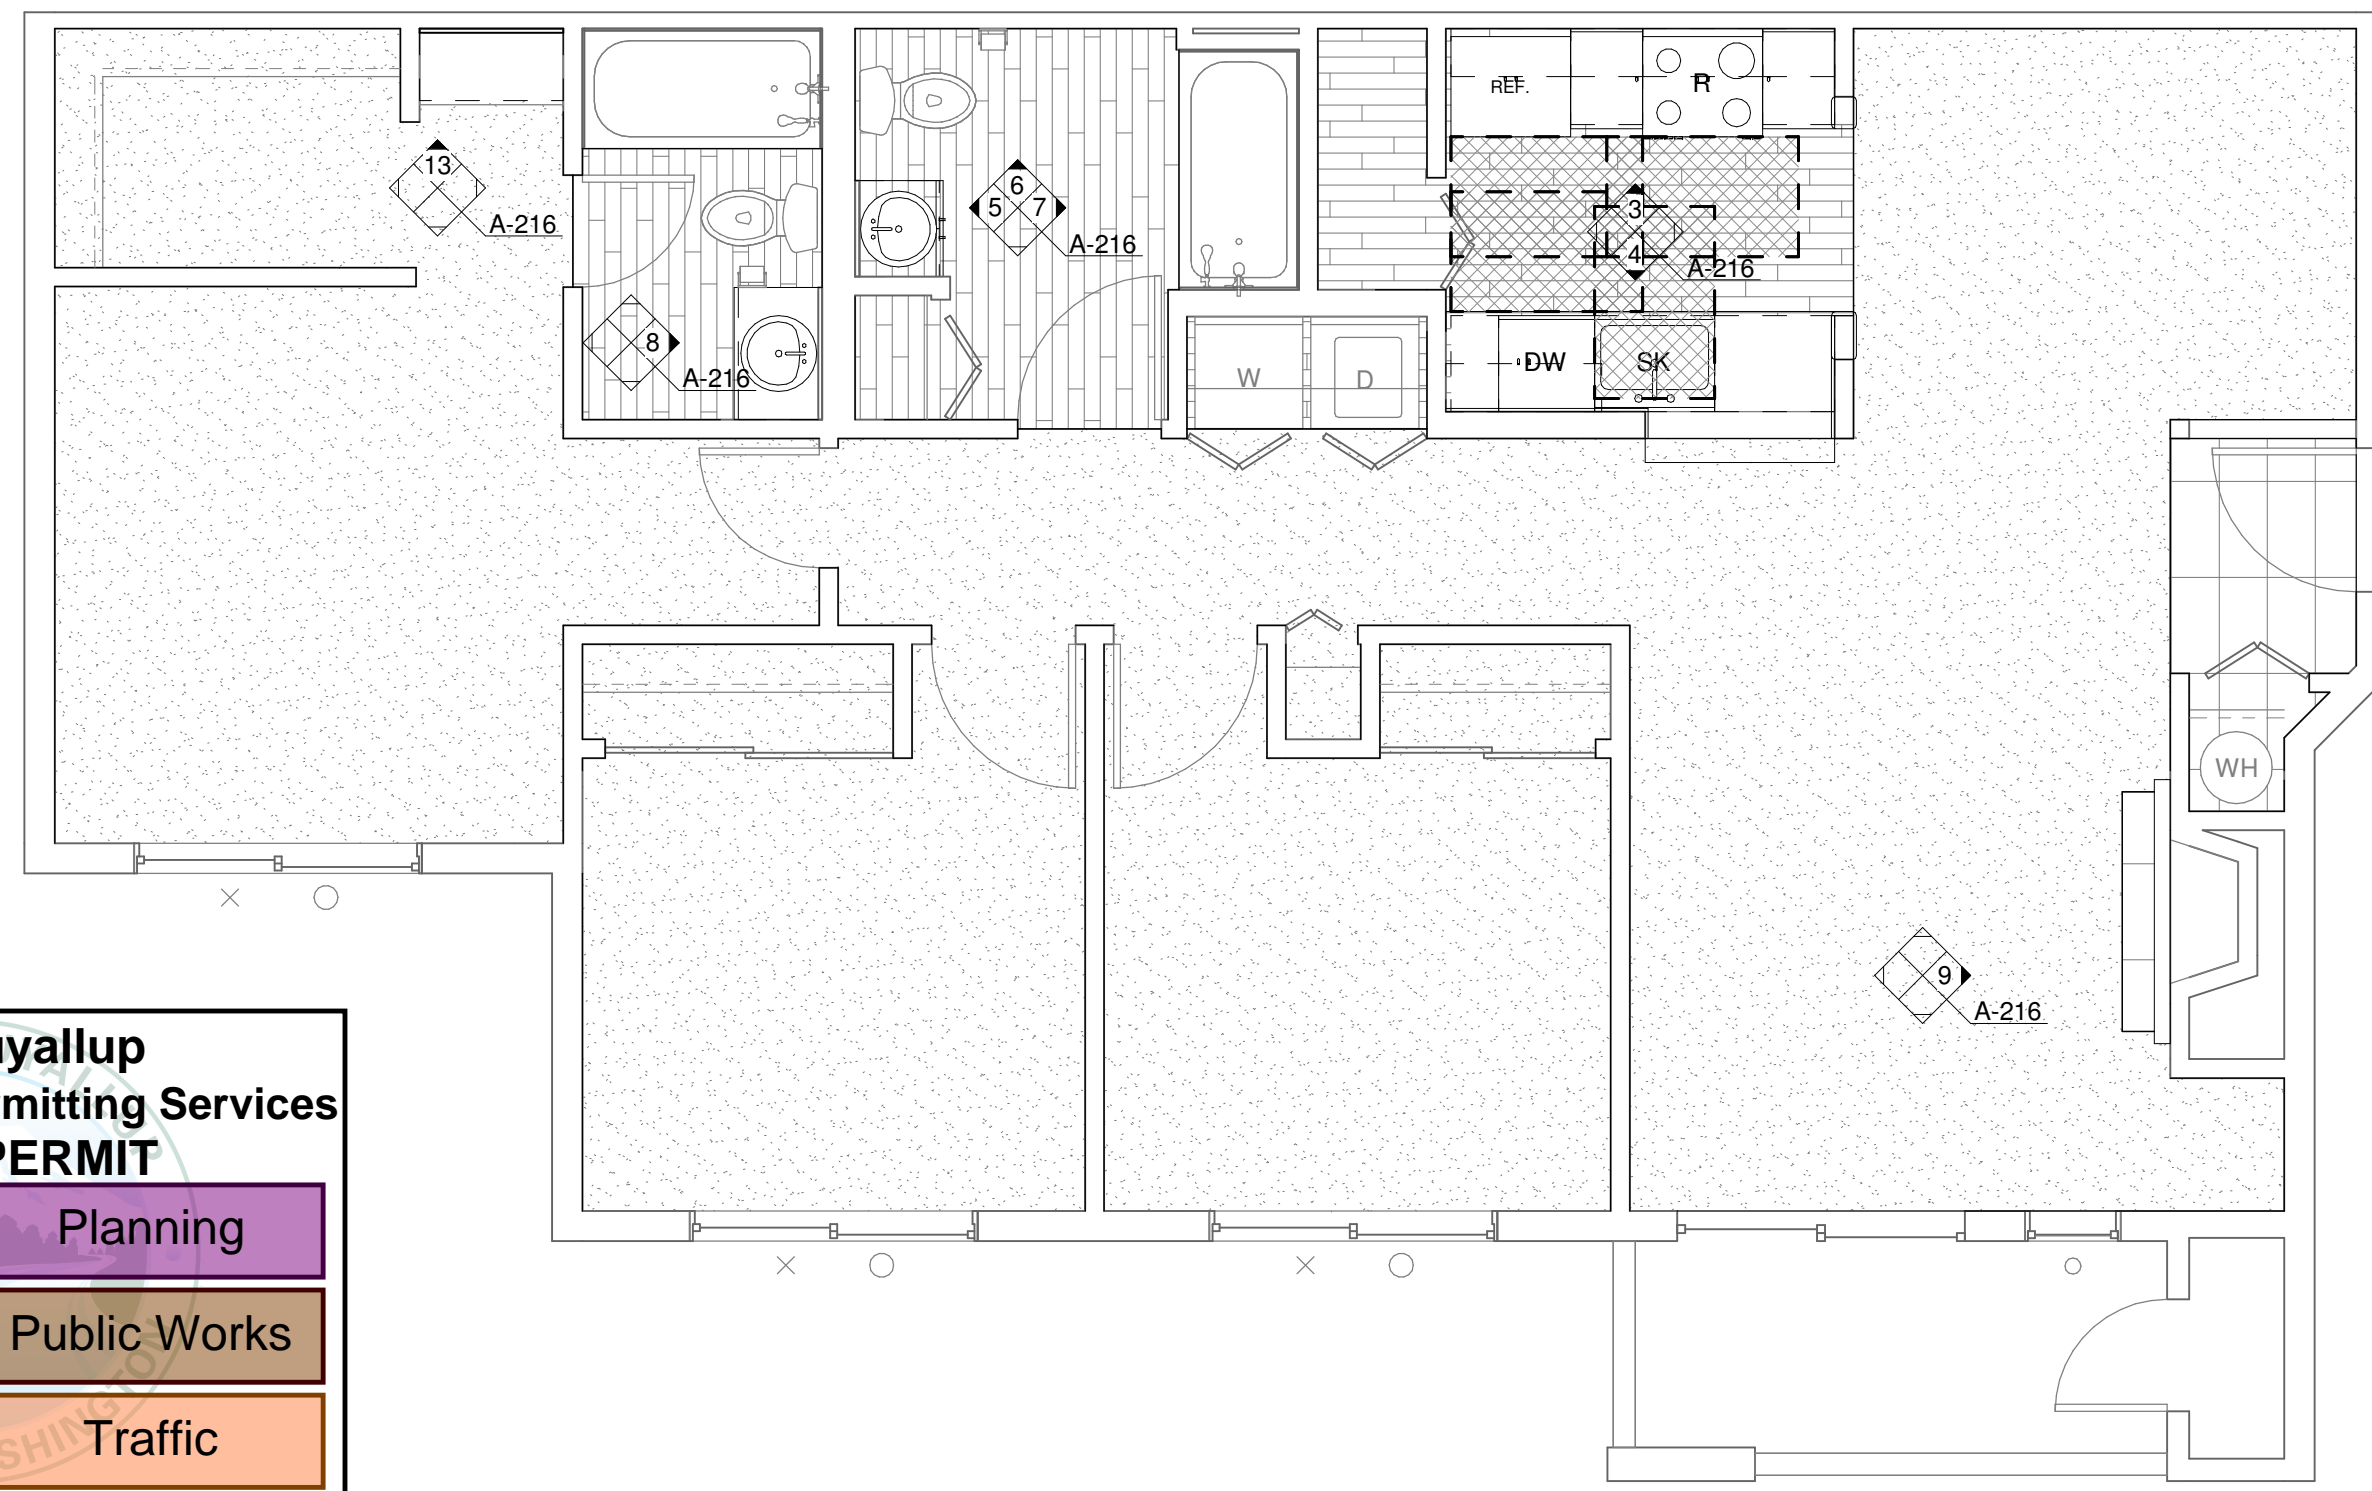 REF.
R
13
A-216
6
5
7
A-216
3
4
A-216
8
A-216
W
D
DW
SK
WH
9
A-216
uyallup
mitting Services
PERMIT
Planning
Public Works
Traffic